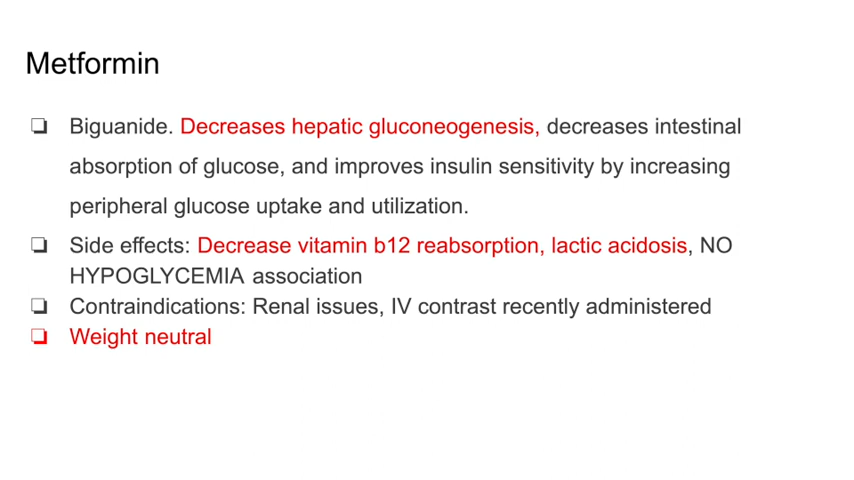 Metformin
❏ Biguanide. Decreases hepatic gluconeogenesis, decreases intestinal
absorption of glucose, and improves insulin sensitivity by increasing
peripheral glucose uptake and utilization.
❏ Side effects: Decrease vitamin b12 reabsorption, lactic acidosis, NO
HYPOGLYCEMIA association
❏ Contraindications: Renal issues, IV contrast recently administered
❏ Weight neutral